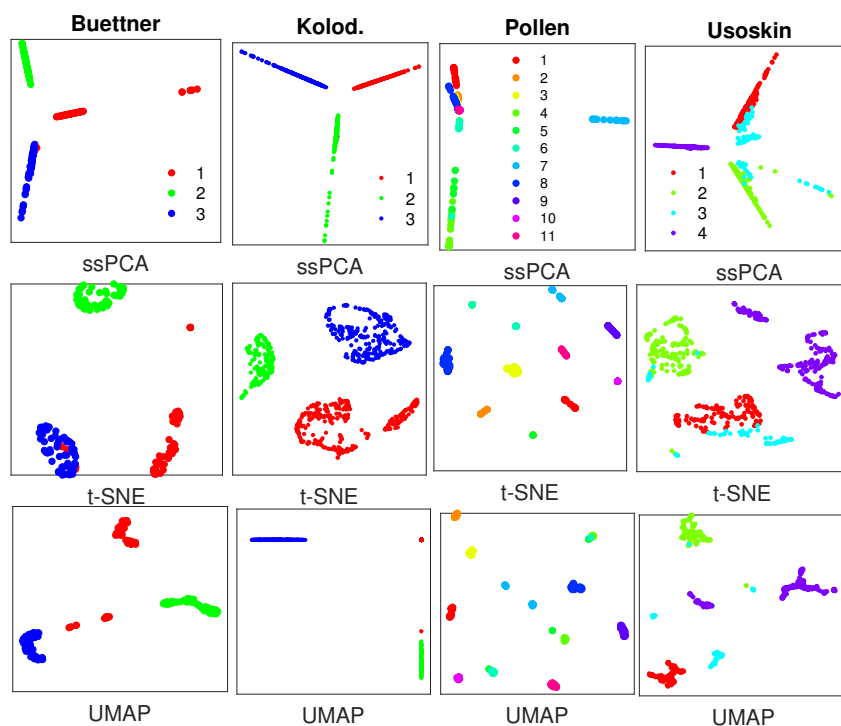 Buettner
Kolod.
Pollen
Usoskin
1
2
3
1
2
3
1
2
3
4
5
6
7
8
9
10
11
1
2
3
4
ssPCA
ssPCA
ssPCA
ssPCA
t-SNE
t-SNE
t-SNE
t-SNE
UMAP
UMAP
UMAP
UMAP